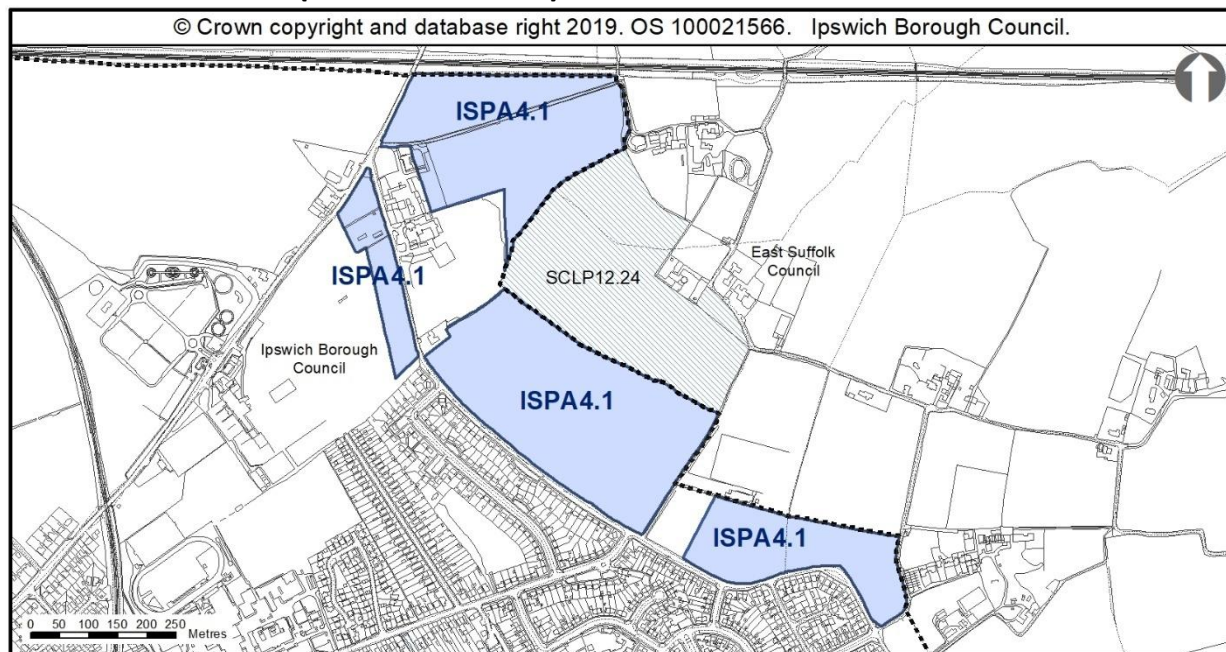 © Crown copyright and database right 2019. OS 100021566. Ipswich Borough Council.
ISPA4.1
East Suffolk
Council
ISPA4.1
SCLP12.24
Ipswich Borough
Council
ISPA4.1
ISPA4.1
0 50 100 150 200 250
Metres